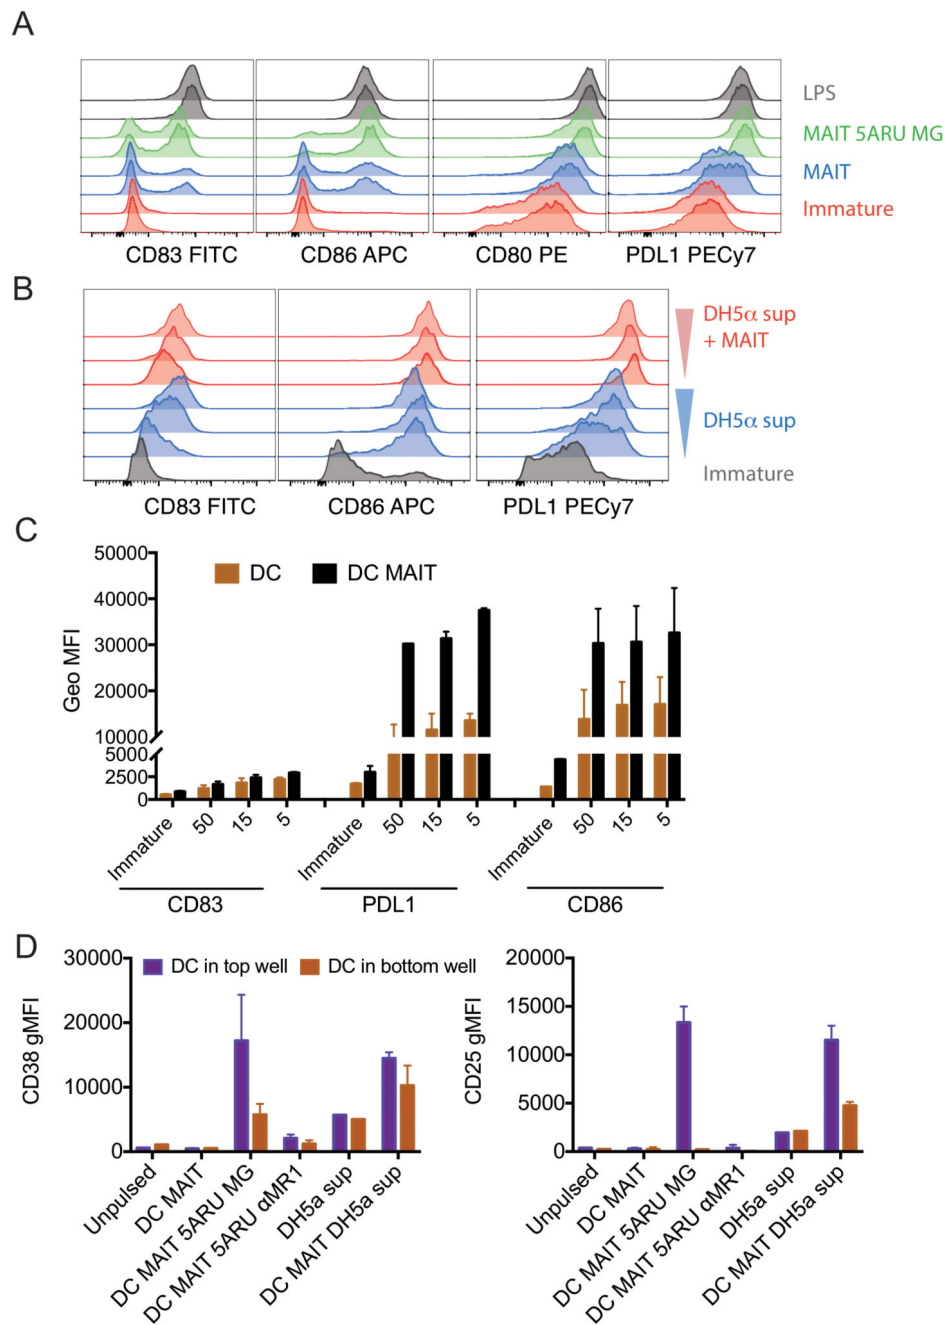 A
LPS
MAIT 5ARU MG
MAIT
Immature
CD83 FITC
CD86 APC
CD80 PE
PDL1 PECy7
B
DH5α sup
+ MAIT
DH5α sup
Immature
CD83 FITC
CD86 APC
PDL1 PECy7
C
Geo MFI
50000
40000
30000
20000
10000
5000
2500
0
DC
DC MAIT
Immature
50
15
5
Immature
50
15
5
Immature
50
15
5
CD83
PDL1
CD86
D
DC in top well
DC in bottom well
CD38 gMFI
30000
20000
10000
0
Unpulsed
DC MAIT
DC MAIT 5ARU MG
DC MAIT 5ARU αMR1
DH5a sup
DC MAIT DH5a sup
CD25 gMFI
20000
15000
10000
5000
0
Unpulsed
DC MAIT
DC MAIT 5ARU MG
DC MAIT 5ARU αMR1
DH5a sup
DC MAIT DH5a sup